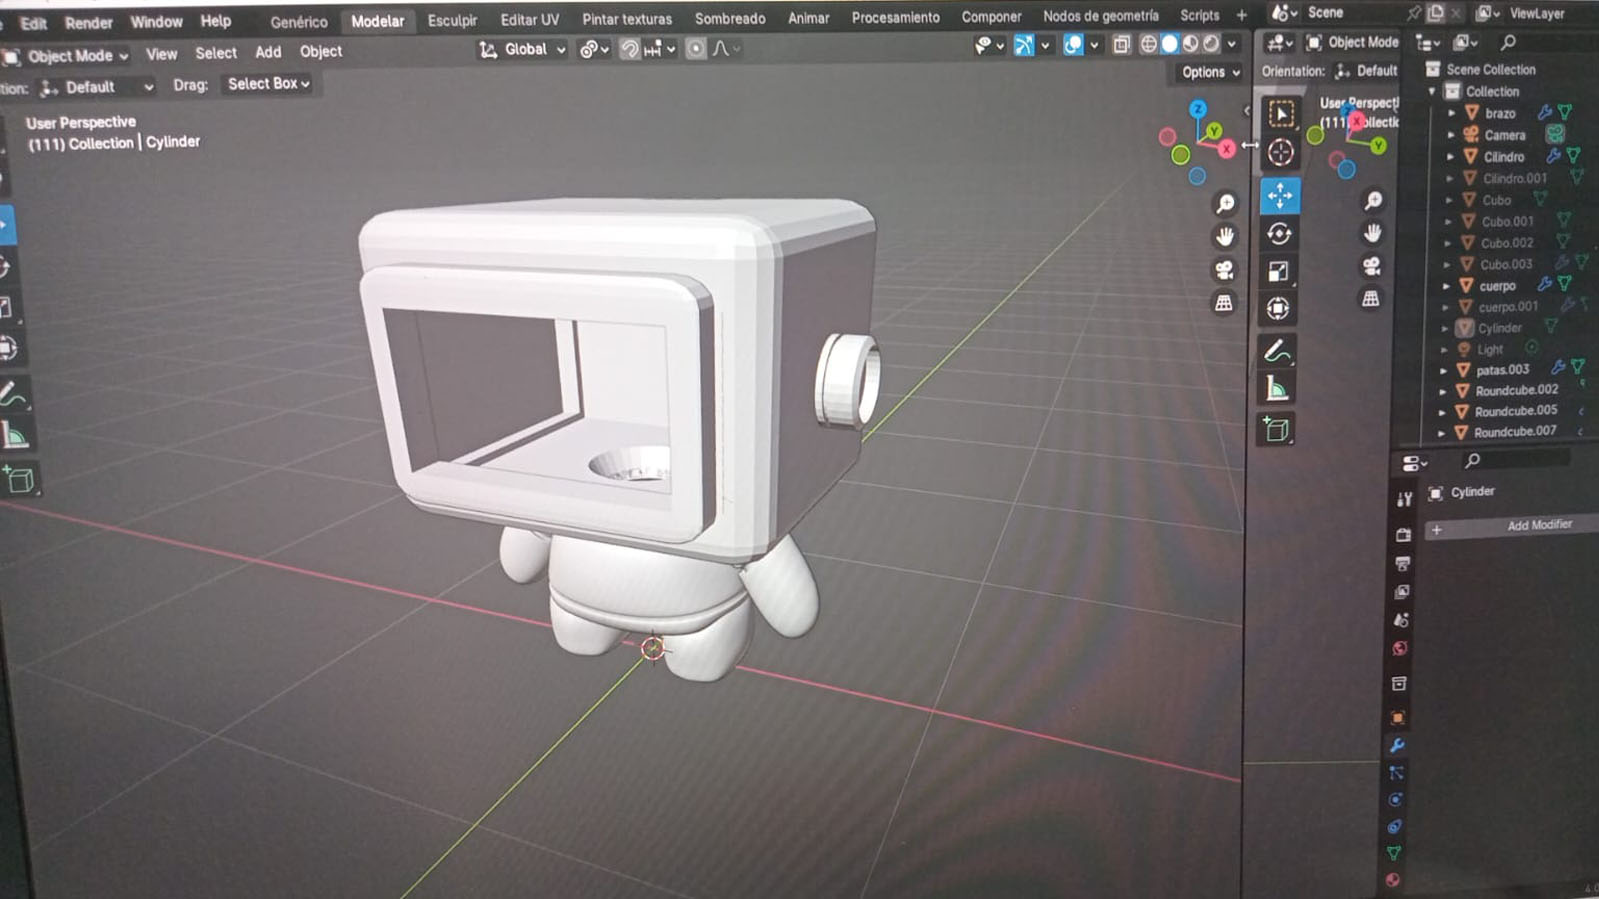 Edit Render Window Help Genérico Modelar Esculpir Editar UV Pintar texturas Sombreado Animar Procesamiento Componer Nodos de geometría Scripts + Scene ViewLayer
Object Mode View Select Add Object Global Object Mode
tion: Default Drag: Select Box Options Orientation: Default
User Perspective
(111) Collection | Cylinder
Z
Y
X
User Perspecti
(111)
X
Y
Scene Collection
Collection
brazo
Camera
Cilindro
Cilindro.001
Cubo
Cubo.001
Cubo.002
Cubo.003
cuerpo
cuerpo.001
Cylinder
Light
patas.003
Roundcube.002
Roundcube.005
Roundcube.007
Cylinder
+ Add Modifier
4.0